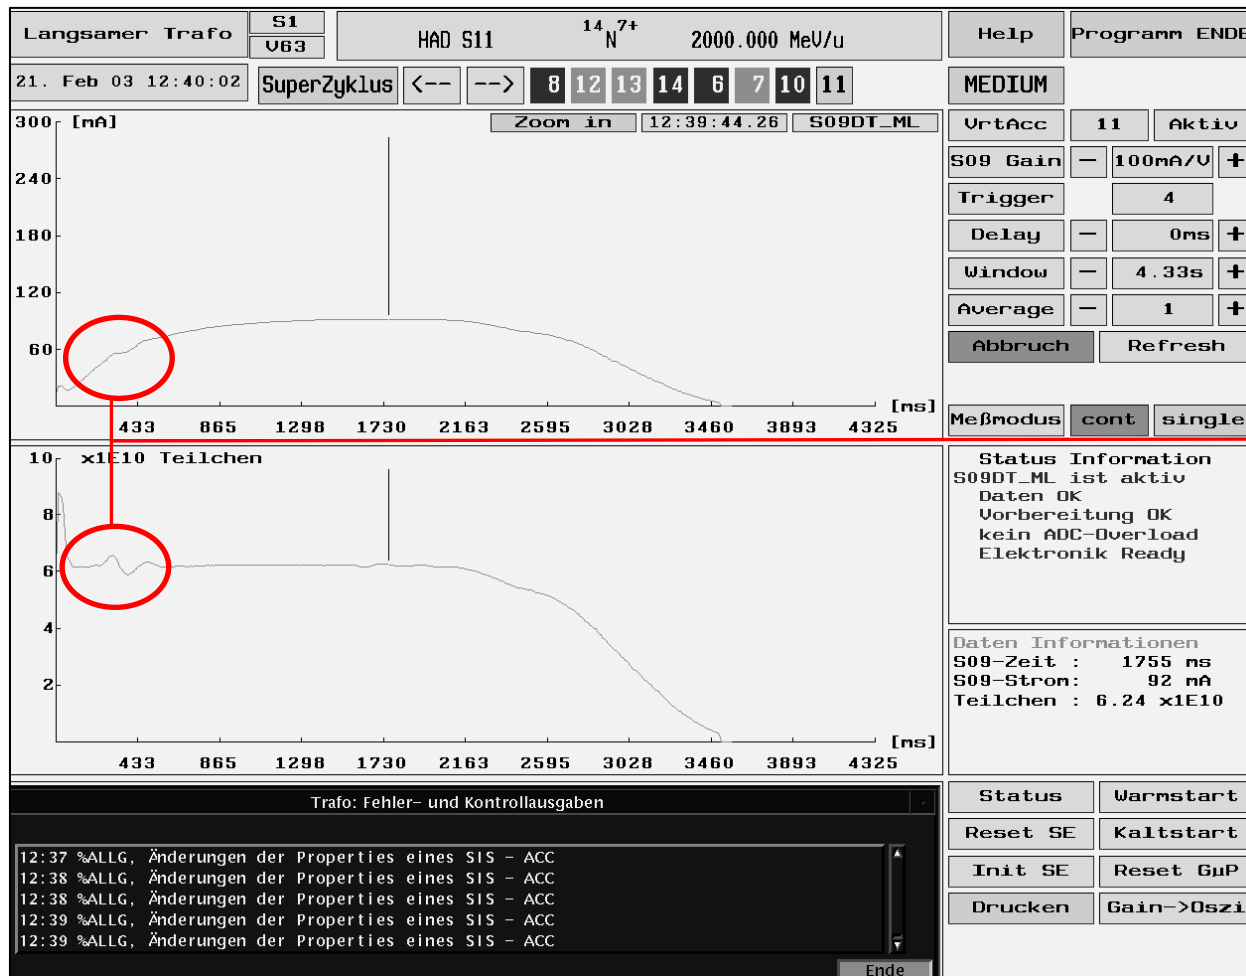 Langsamer Trafo S1 V63 HAD S11 14N7+ 2000.000 MeV/u Help Programm ENDE
21. Feb 03 12:40:02 SuperZyklus <-- --> 8 12 13 14 6 7 10 11 MEDIUM
300 [mA] Zoom in 12:39:44.26 S09DT_ML
240
180
120
60
[ms]
433 865 1298 1730 2163 2595 3028 3460 3893 4325
VrtAcc 11 Aktiv
S09 Gain - 100mA/V +
Trigger 4
Delay - 0ms +
Window - 4.33s +
Average - 1 +
Abbruch Refresh
Meßmodus cont single
10 x1E10 Teilchen
8
6
4
2
[ms]
433 865 1298 1730 2163 2595 3028 3460 3893 4325
Status Information
S09DT_ML ist aktiv
Daten OK
Vorbereitung OK
kein ADC-Overload
Elektronik Ready
Daten Informationen
S09-Zeit : 1755 ms
S09-Strom: 92 mA
Teilchen : 6.24 x1E10
Trafo: Fehler- und Kontrollausgaben
12:37 %ALLG, Änderungen der Properties eines SIS - ACC
12:38 %ALLG, Änderungen der Properties eines SIS - ACC
12:38 %ALLG, Änderungen der Properties eines SIS - ACC
12:39 %ALLG, Änderungen der Properties eines SIS - ACC
12:39 %ALLG, Änderungen der Properties eines SIS - ACC
Ende
Status Warmstart
Reset SE Kaltstart
Init SE Reset GµP
Drucken Gain->Oszi